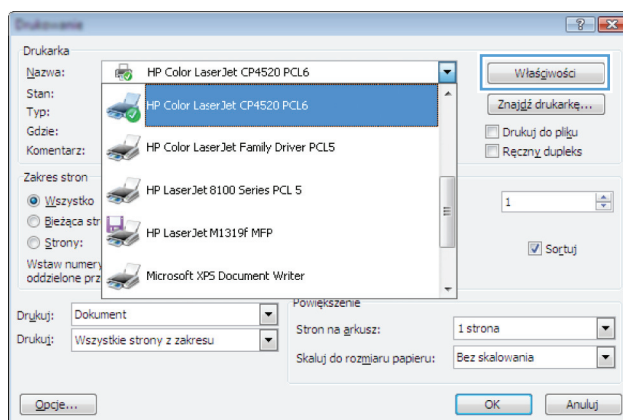 Drukowanie
Drukarka
Nazwa: HP Color LaserJet CP4520 PCL6 Właściwości
Stan: HP Color LaserJet CP4520 PCL6 Znajdź drukarkę...
Typ:
Gdzie: HP Color LaserJet Family Driver PCL5 Drukuj do pliku
Komentarz: Ręczny dupleks
Zakres stron HP LaserJet 8100 Series PCL 5
Wszystko 1
Bieżąca str HP LaserJet M1319f MFP
Strony: Sortuj
Wstaw numery Microsoft XPS Document Writer
oddzielone prz
Powiększenie
Drukuj: Dokument
Stron na arkusz: 1 strona
Drukuj: Wszystkie strony z zakresu
Skaluj do rozmiaru papieru: Bez skalowania
Opcje... OK Anuluj